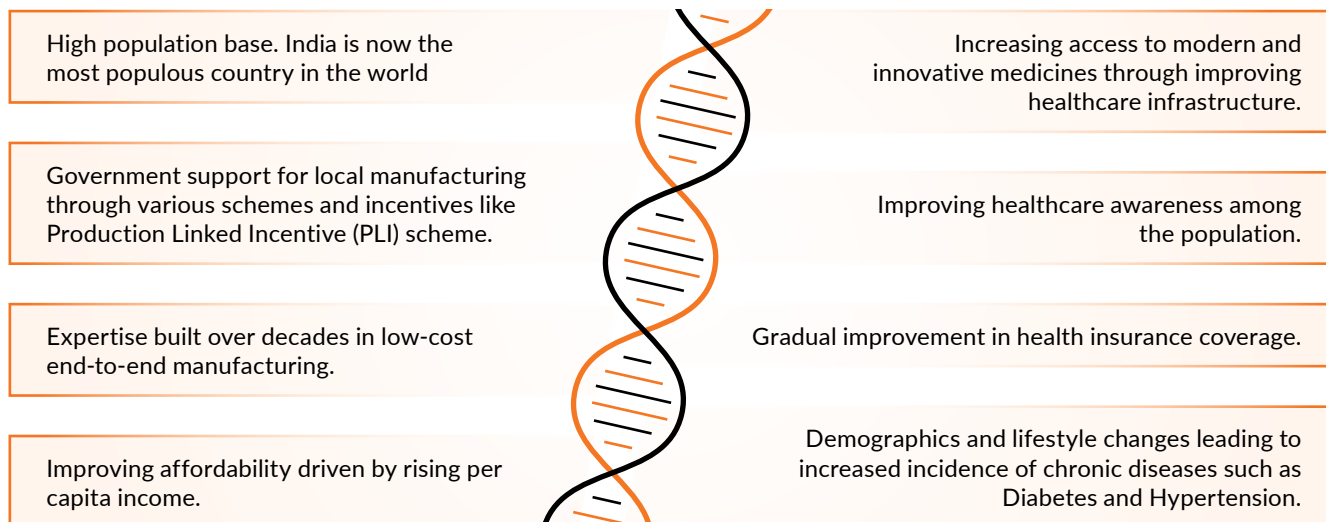 High population base. India is now the
most populous country in the world
Government support for local manufacturing
through various schemes and incentives like
Production Linked Incentive (PLI) scheme.
Expertise built over decades in low-cost
end-to-end manufacturing.
Improving affordability driven by rising per
capita income.
Increasing access to modern and
innovative medicines through improving
healthcare infrastructure.
Improving healthcare awareness among
the population.
Gradual improvement in health insurance coverage.
Demographics and lifestyle changes leading to
increased incidence of chronic diseases such as
Diabetes and Hypertension.